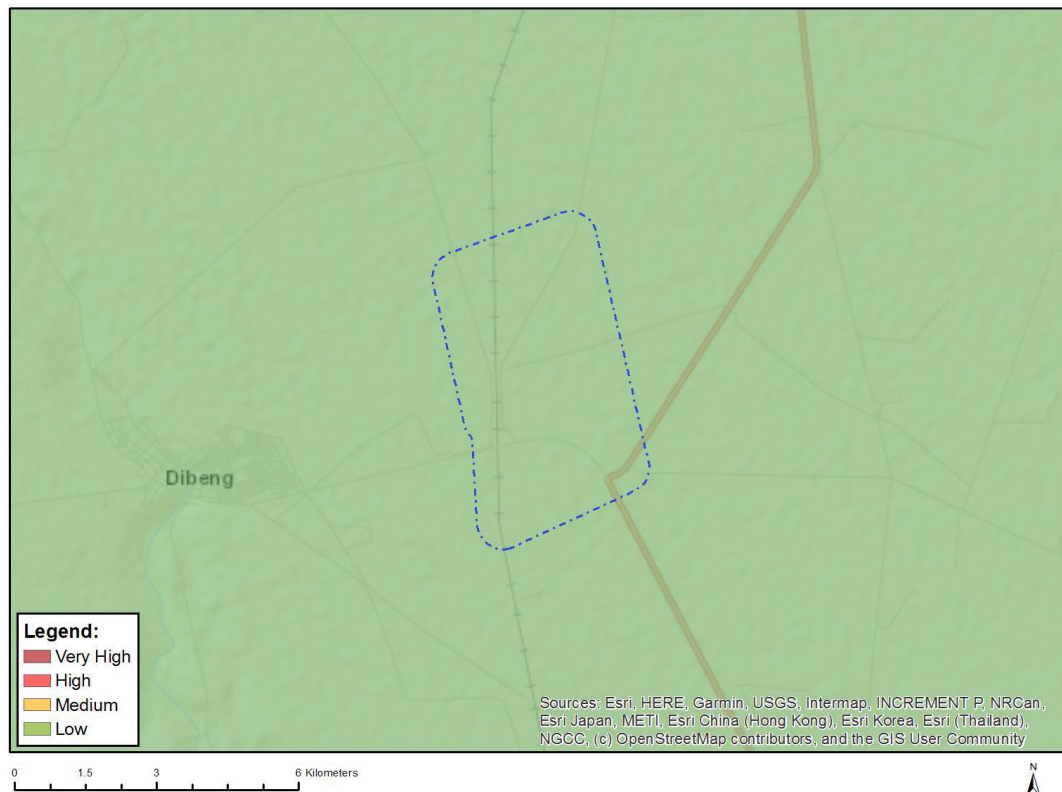 Dibeng
Legend:
Very High
High
Medium
Low
Sources: Esri, HERE, Garmin, USGS, Intermap, INCREMENT P, NRCan,
Esri Japan, METI, Esri China (Hong Kong), Esri Korea, Esri (Thailand),
NGCC, (c) OpenStreetMap contributors, and the GIS User Community
0 1.5 3 6 Kilometers
N